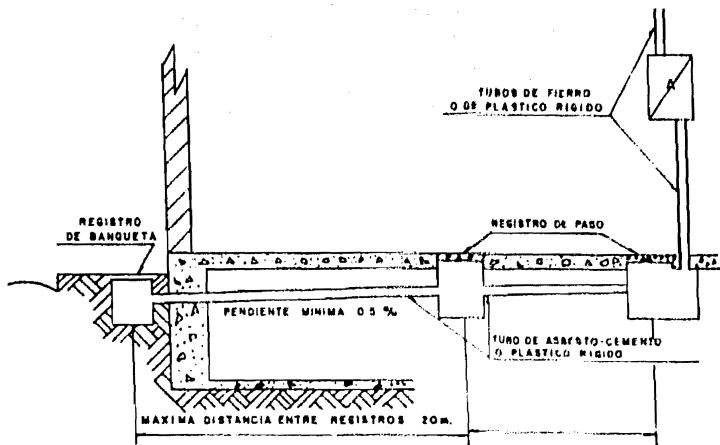 TUBOS DE FIERRO
O DE PLASTICO RIGIDO
A
REGISTRO
DE BANQUETA
REGISTRO DE PASO
PENDIENTE MINIMA 0.5 %
TUBO DE ASBESTO-CEMENTO
O PLASTICO RIGIDO
MAXIMA DISTANCIA ENTRE REGISTROS 20m.